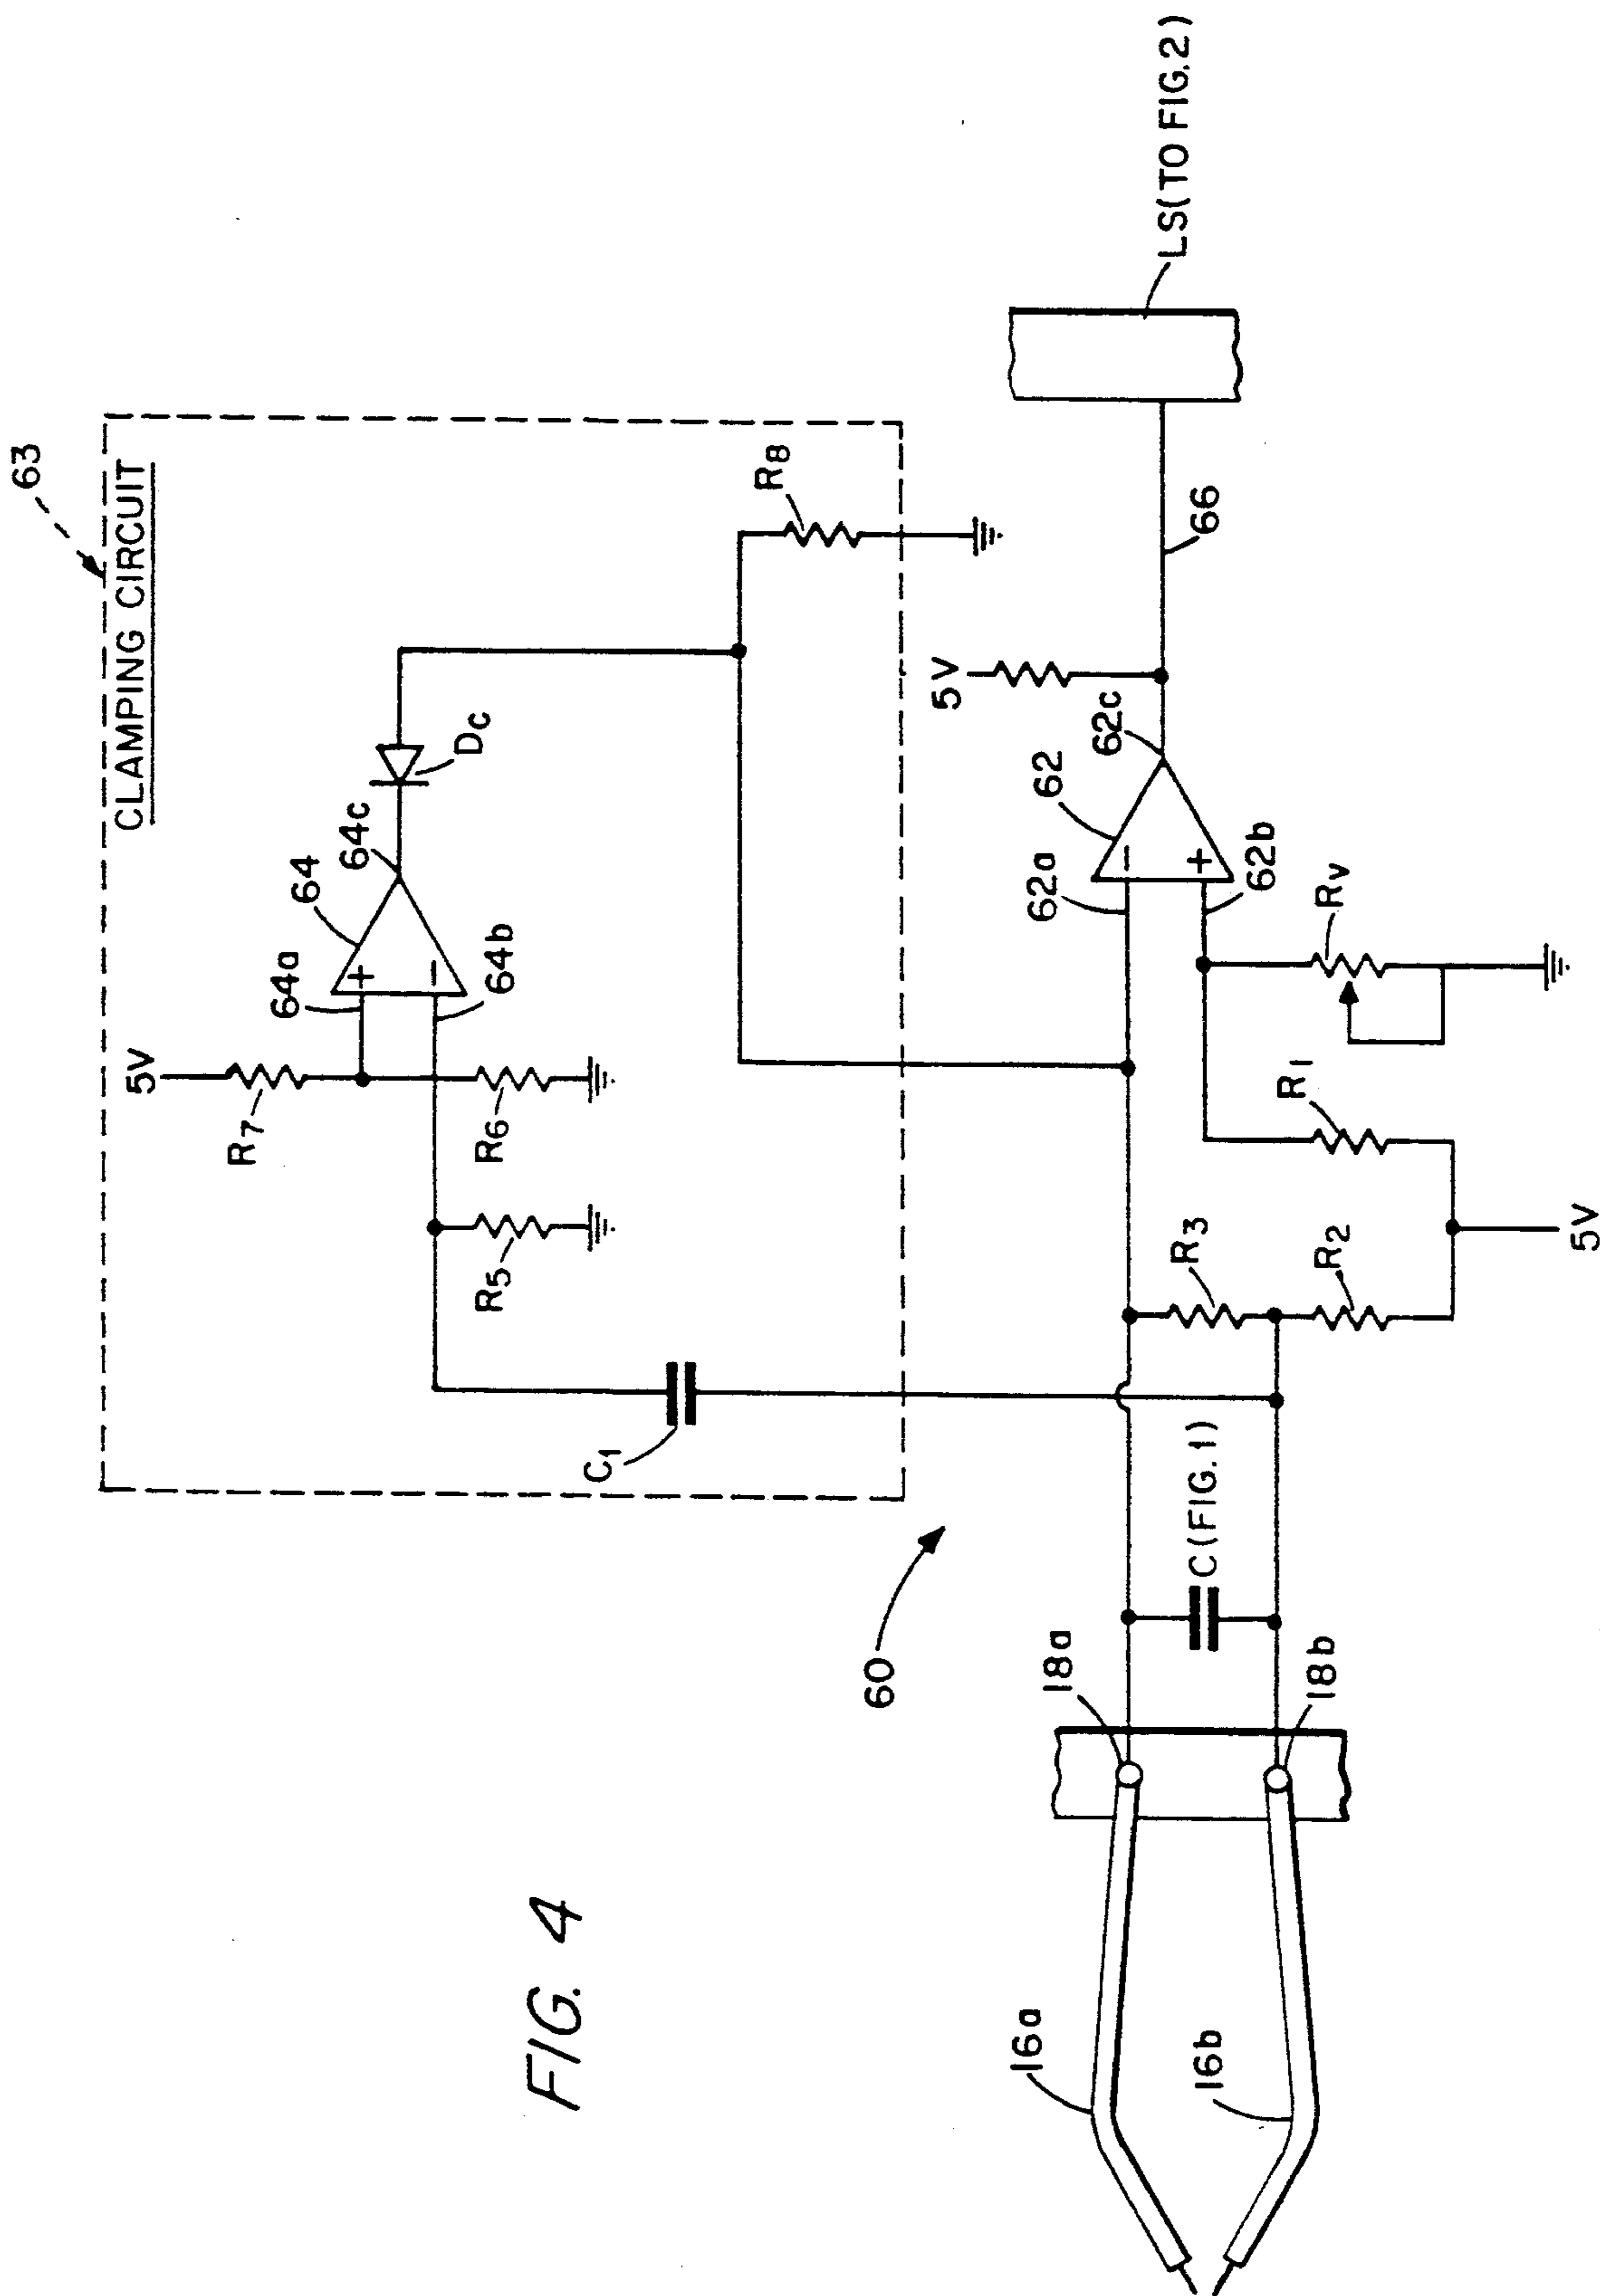 63
CLAMPING CIRCUIT
5V
R7
64a
64
64c
Dc
+
−
64b
R6
R5
R8
C1
60
5V
62
62c
62a
−
+
62b
66
LS(TO FIG.2)
18a
C(FIG.1)
R3
R1
Rv
18b
R2
5V
16a
16b
FIG. 4